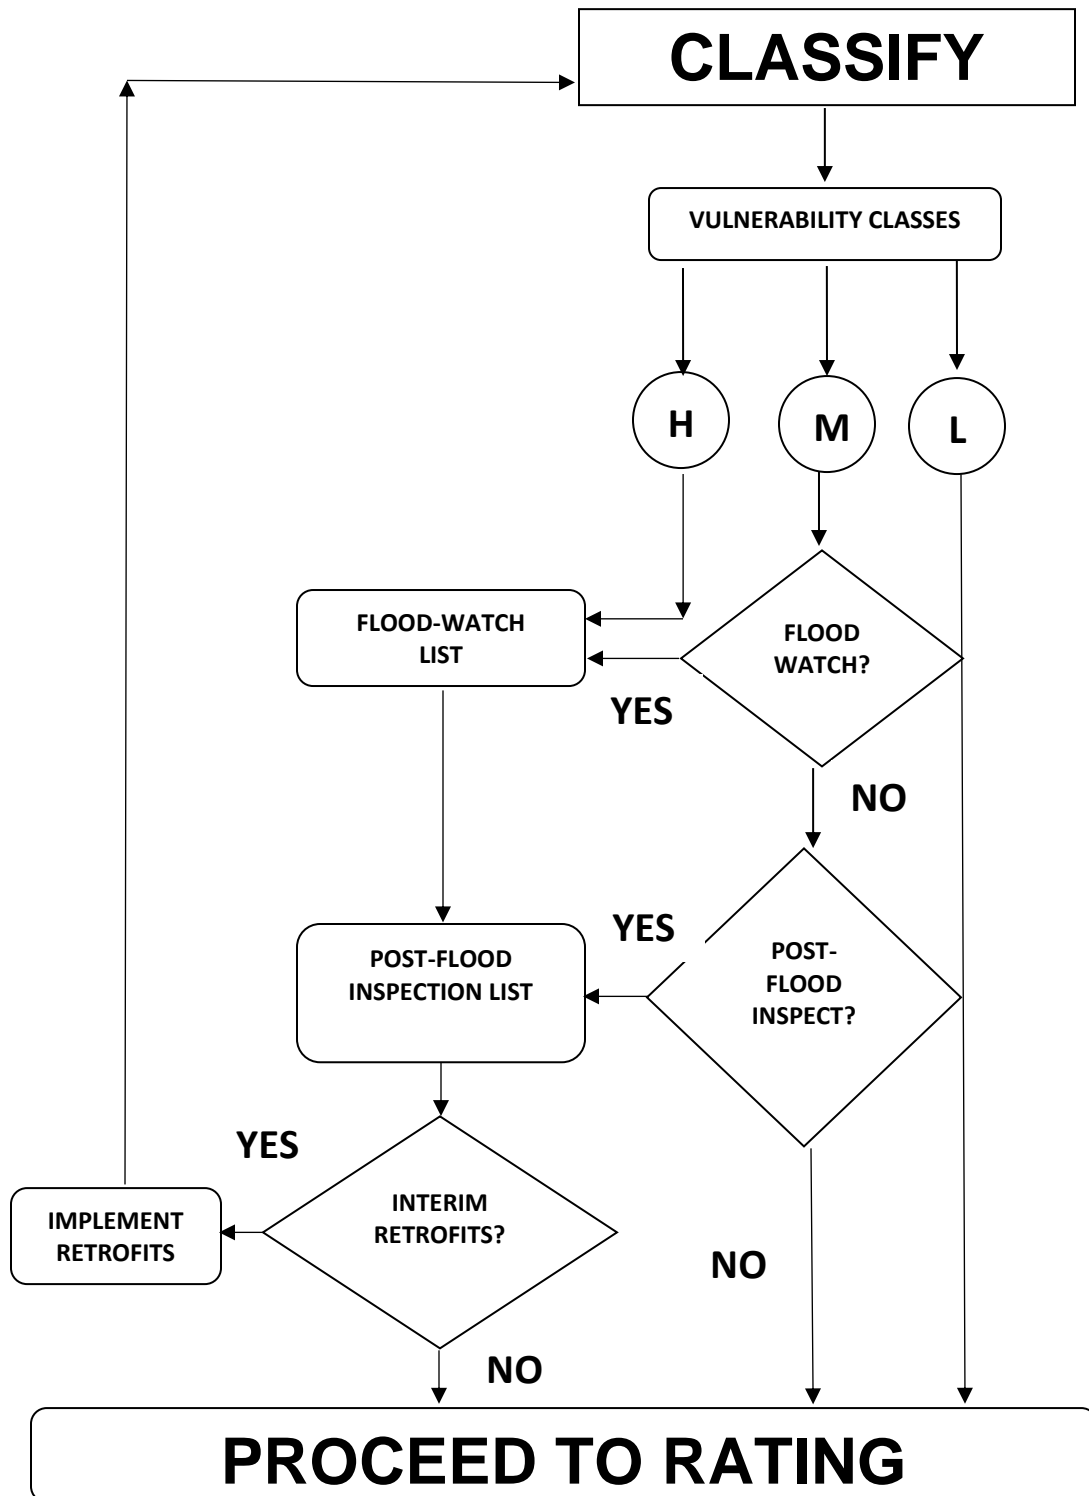 CLASSIFY
VULNERABILITY CLASSES
H
M
L
FLOOD-WATCH
LIST
FLOOD
WATCH?
YES
NO
POST-FLOOD
INSPECTION LIST
YES
POST-
FLOOD
INSPECT?
YES
IMPLEMENT
RETROFITS
INTERIM
RETROFITS?
NO
NO
PROCEED TO RATING